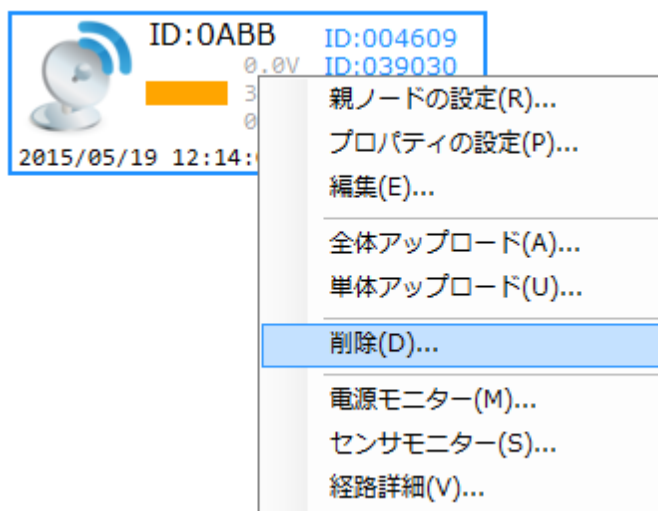 ID:0ABB
ID:004609
0.0V
ID:039030
3
0
2015/05/19 12:14:
親ノードの設定(R)...
プロパティの設定(P)...
編集(E)...
全体アップロード(A)...
単体アップロード(U)...
削除(D)...
電源モニター(M)...
センサモニター(S)...
経路詳細(V)...